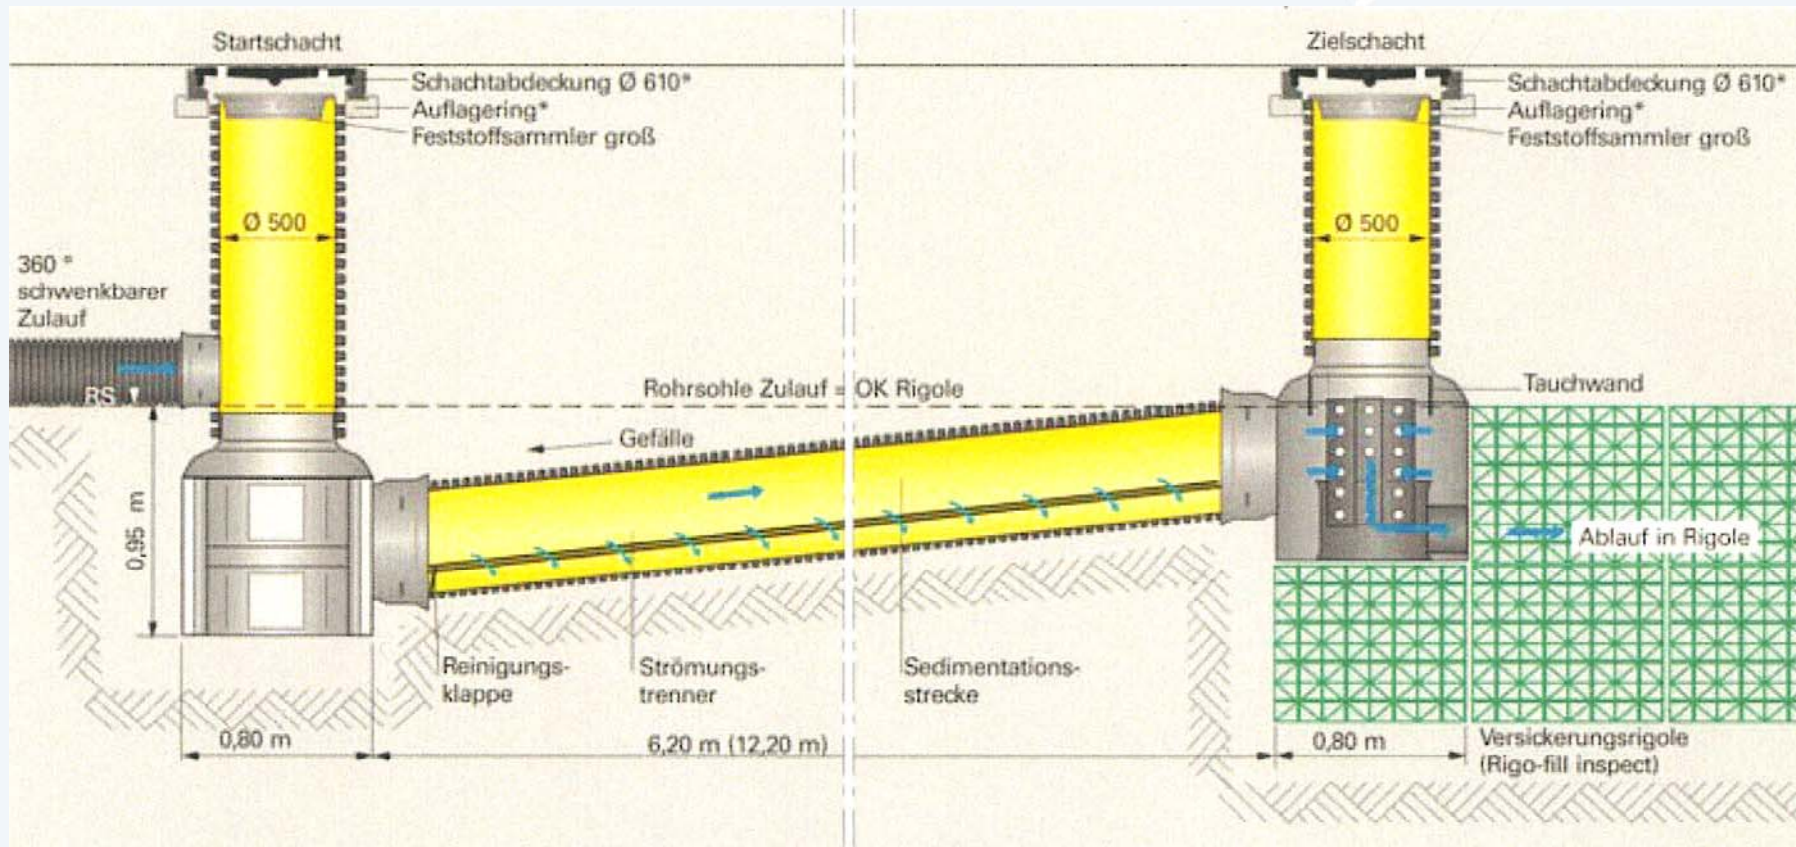 Startschacht
Schachtabdeckung Ø 610*
Auflagering*
Feststoffsammler groß
Ø 500
360 °
schwenkbarer
Zulauf
RS
Zielschacht
Schachtabdeckung Ø 610*
Auflagering*
Feststoffsammler groß
Ø 500
Rohrsohle Zulauf = OK Rigole
Tauchwand
Gefälle
0,95 m
Ablauf in Rigole
Reinigungs-
klappe
Strömungs-
trenner
Sedimentations-
strecke
0,80 m
6,20 m (12,20 m)
0,80 m
Versickerungsrigole
(Rigo-fill inspect)